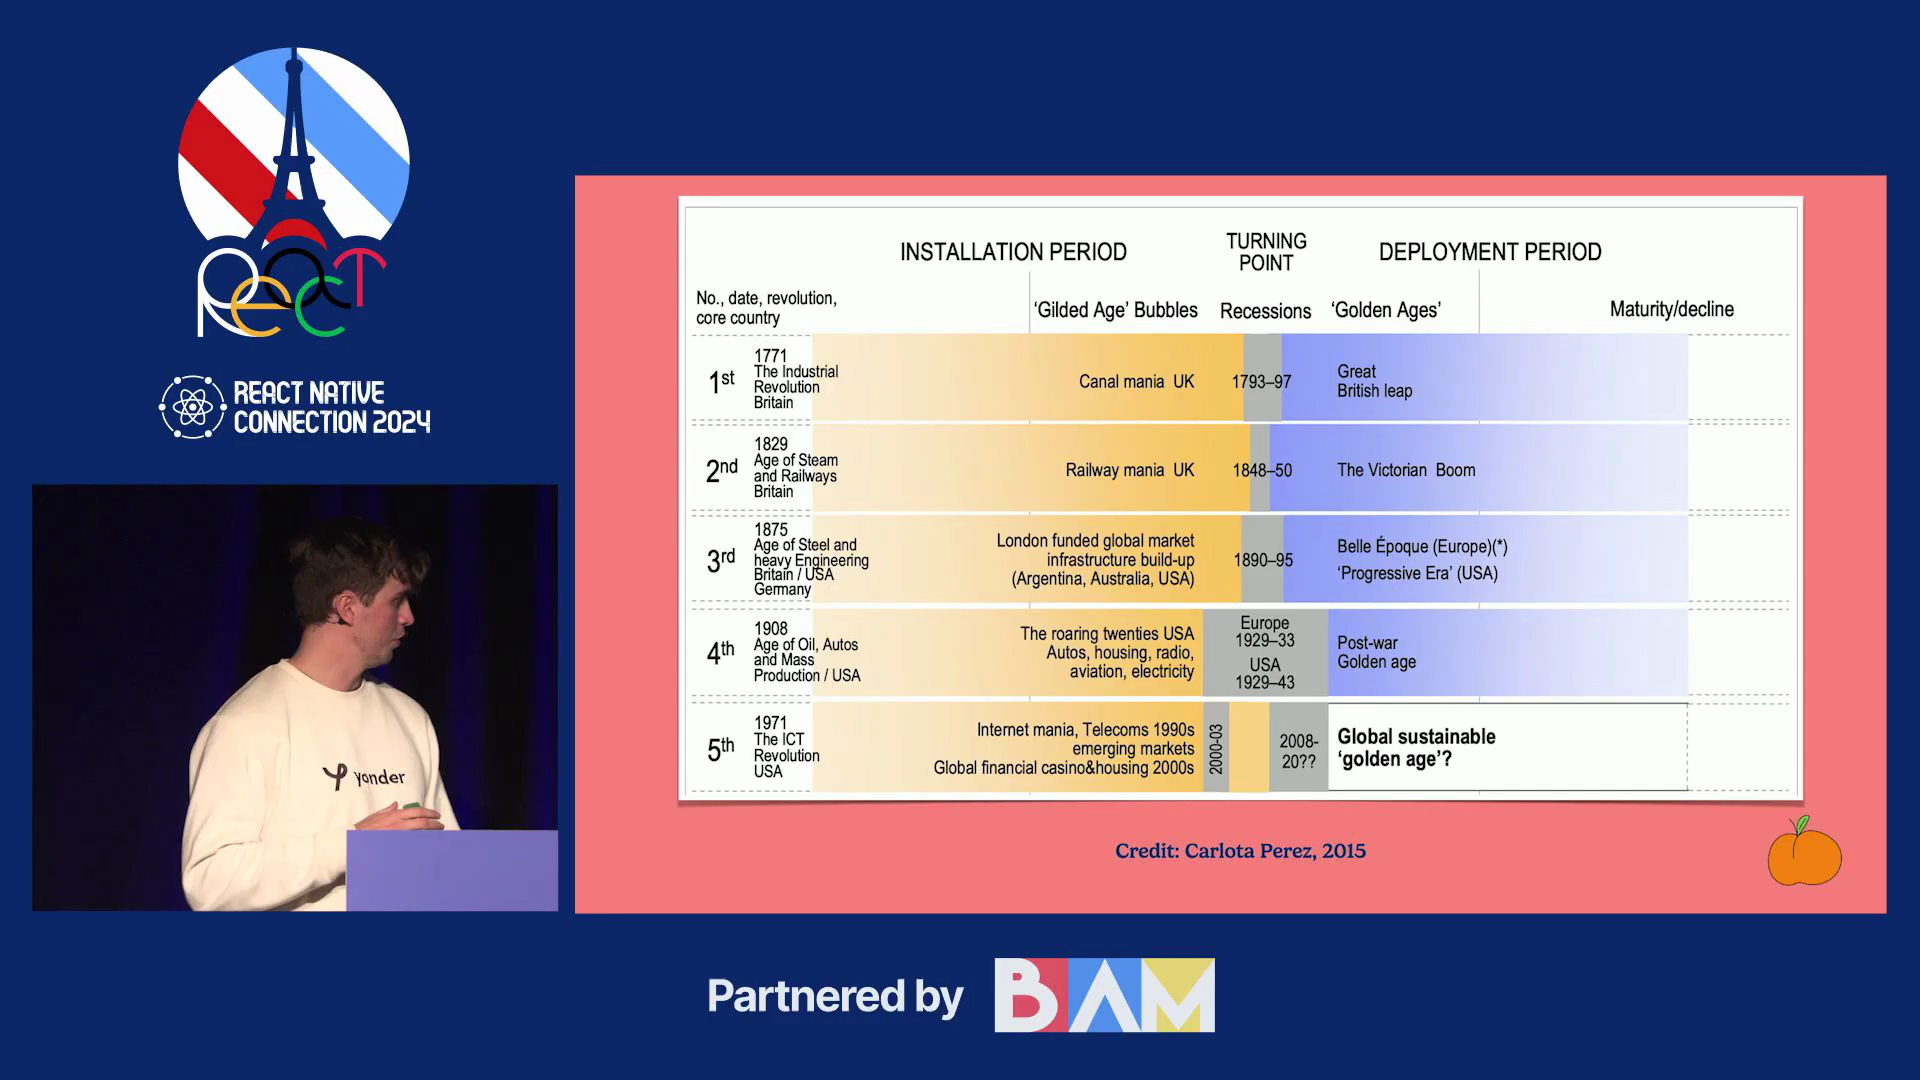 REACT
REACT NATIVE
CONNECTION 2024
yonder
INSTALLATION PERIOD
TURNING
POINT
DEPLOYMENT PERIOD
No., date, revolution,
core country
‘Gilded Age’ Bubbles
Recessions
‘Golden Ages’
Maturity/decline
1st
1771
The Industrial
Revolution
Britain
Canal mania UK
1793–97
Great
British leap
2nd
1829
Age of Steam
and Railways
Britain
Railway mania UK
1848–50
The Victorian Boom
3rd
1875
Age of Steel and
heavy Engineering
Britain / USA
Germany
London funded global market
infrastructure build-up
(Argentina, Australia, USA)
1890–95
Belle Époque (Europe)(*)
‘Progressive Era’ (USA)
4th
1908
Age of Oil, Autos
and Mass
Production / USA
The roaring twenties USA
Autos, housing, radio,
aviation, electricity
Europe
1929–33
USA
1929–43
Post-war
Golden age
5th
1971
The ICT
Revolution
USA
Internet mania, Telecoms 1990s
emerging markets
Global financial casino&housing 2000s
2000-03
2008-
20??
Global sustainable
‘golden age’?
Credit: Carlota Perez, 2015
Partnered by
BAM